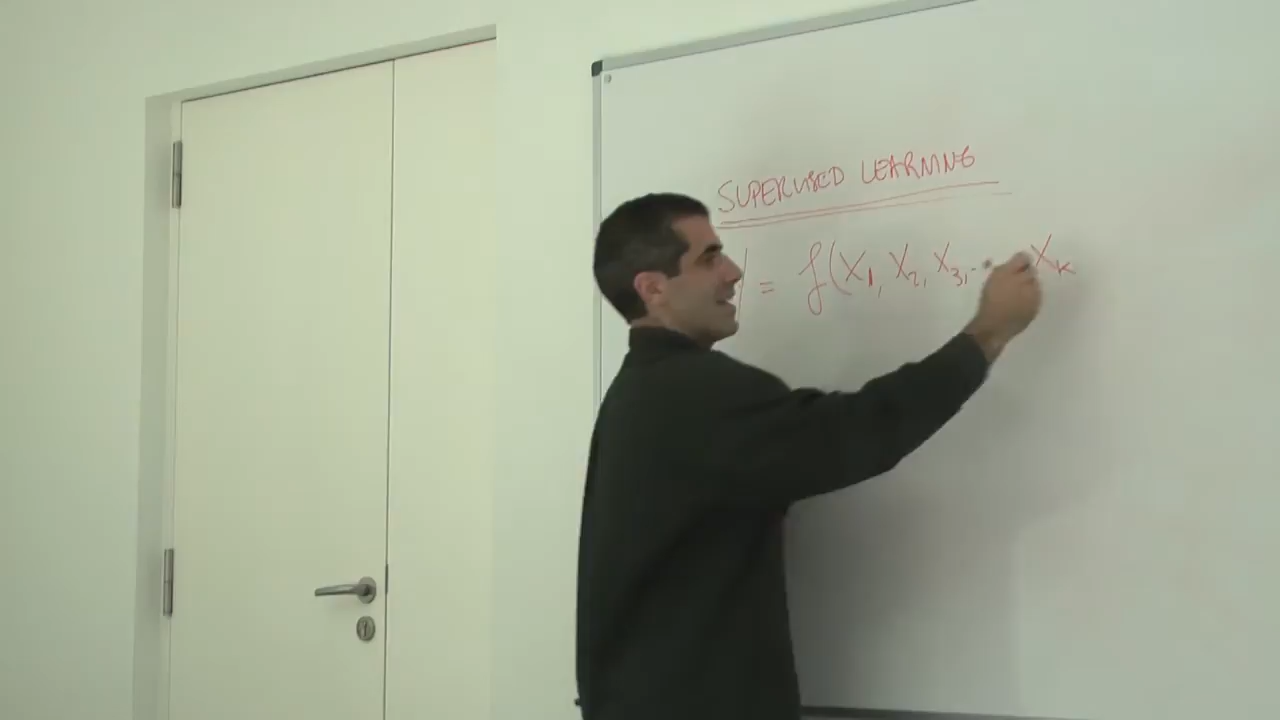 SUPERVISED LEARNING
Y = f(X1, X2, X3, .. XK